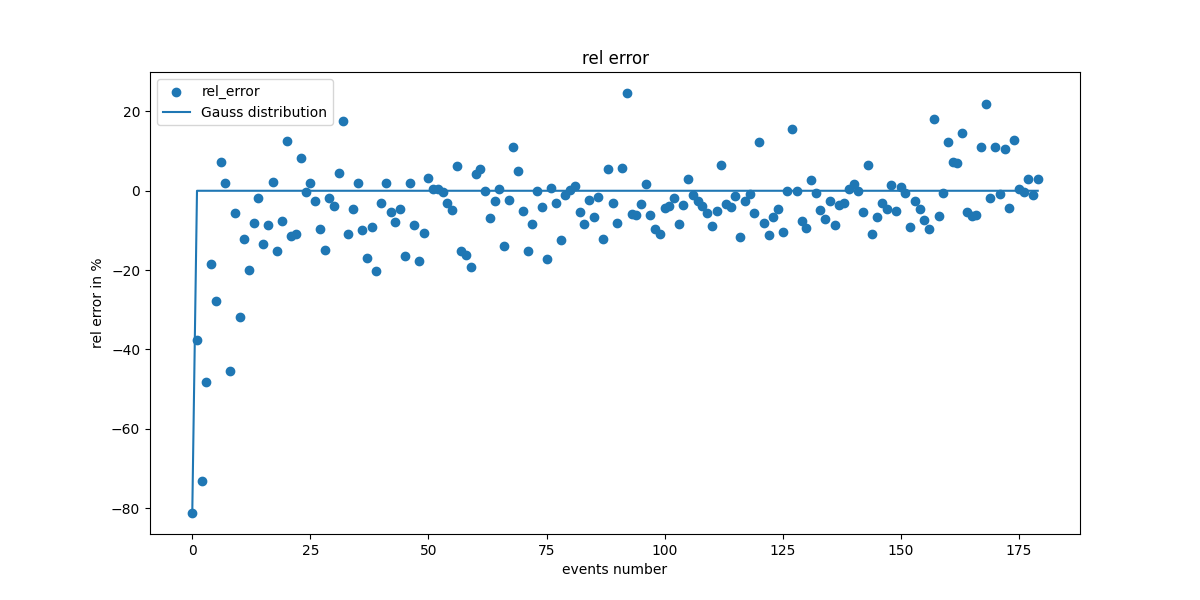 rel error
rel_error
Gauss distribution
rel error in %
20
0
−20
−40
−60
−80
0 25 50 75 100 125 150 175
events number